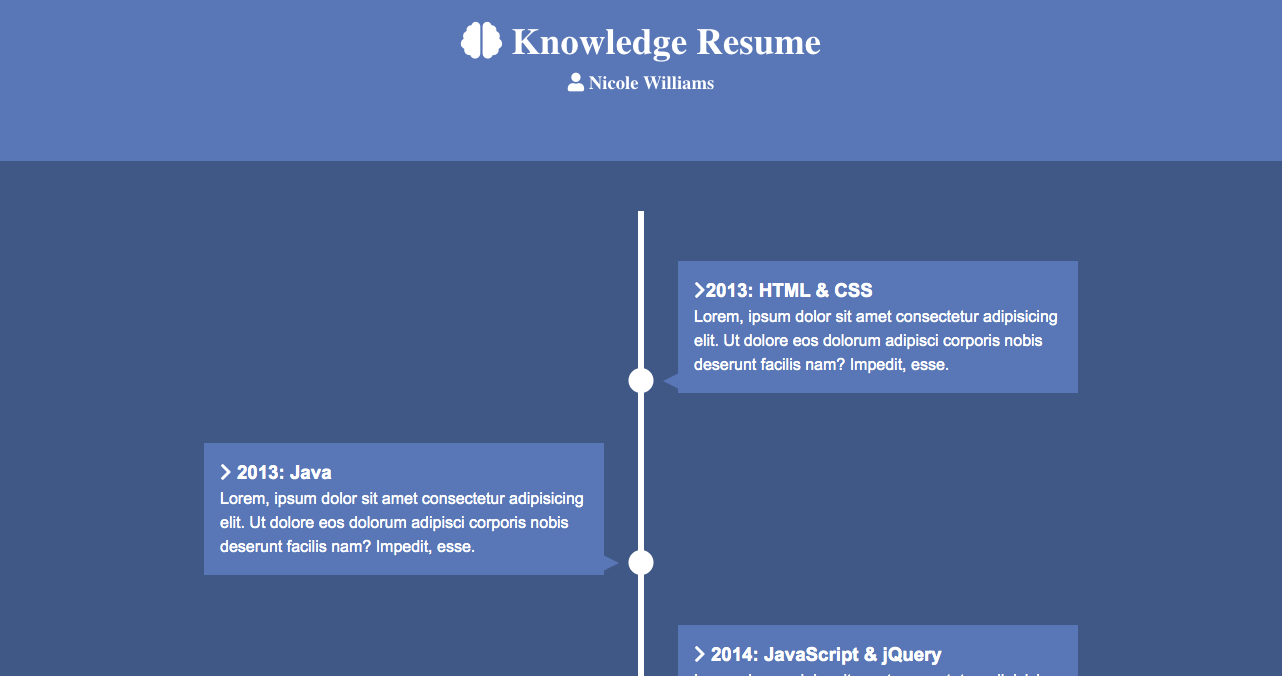 Knowledge Resume
Nicole Williams
2013: HTML & CSS
Lorem, ipsum dolor sit amet consectetur adipisicing
elit. Ut dolore eos dolorum adipisci corporis nobis
deserunt facilis nam? Impedit, esse.
2013: Java
Lorem, ipsum dolor sit amet consectetur adipisicing
elit. Ut dolore eos dolorum adipisci corporis nobis
deserunt facilis nam? Impedit, esse.
2014: JavaScript & jQuery